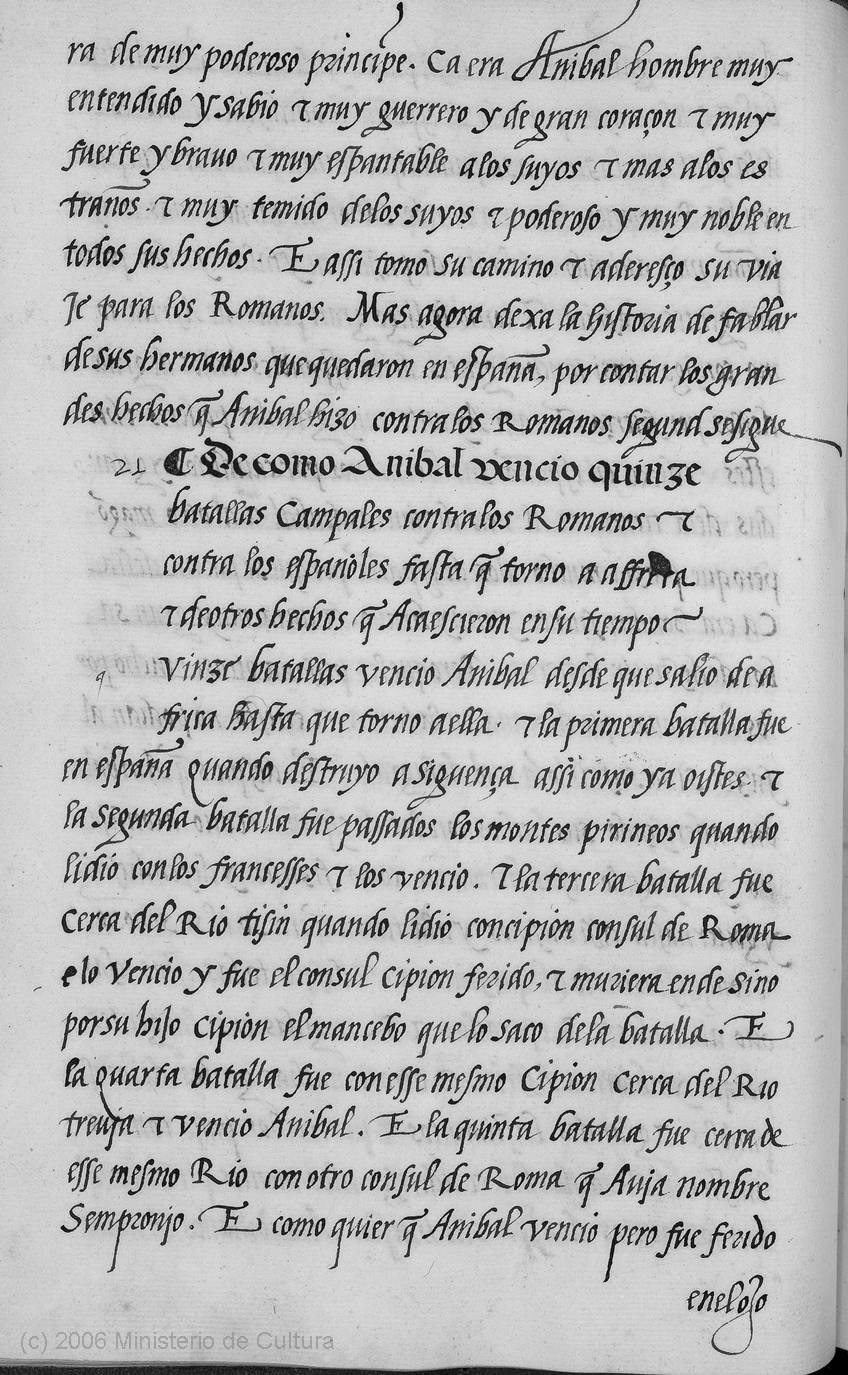 ra de muy poderoso principe. Ca era Anibal hombre muy
entendido y sabio τ muy guerrero y de gran coraçon τ muy
fuerte y bravo τ muy espantable alos suyos τ mas alos es
traños. τ muy temido delos suyos τ poderoso y muy noble en
todos sus hechos. E assi tomo su camino τ aderesço su via
Je para los Romanos. Mas agora dexa la historia de fablar
de sus hermanos que quedaron en españa, por contar los gran
des hechos q̃ Anibal hizo contra los Romanos segund se sigue
21 ¶ De como Anibal vencio quinze
batallas Campales contra los Romanos τ
contra los españoles fasta q̃ torno a affrica
τ de otros hechos q̃ Acaescieron en su tiempo
q vinze batallas vencio Anibal desde que salio de a
frica hasta que torno aella. τ la primera batalla fue
en españa quando destruyo a siguença assi como ya oistes. τ
la segunda batalla fue passados los montes pirineos quando
lidio con los francesses τ los vencio. τ la tercera batalla fue
cerca del Rio tisin quando lidio con cipion consul de Roma
e lo vencio y fue el consul Cipion ferido, τ muriera ende sino
por su hijo Cipion el mancebo que lo saco dela batalla. E
la quarta batalla fue con esse mesmo Cipion cerca del Rio
treuja τ vencio Anibal. E la quinta batalla fue cerca de
esse mesmo Rio con otro consul de Roma q̃ Auja nombre
Sempronjo. E como quier q̃ Anibal vencio pero fue ferido
en el ojo
(c) 2006 Ministerio de Cultura